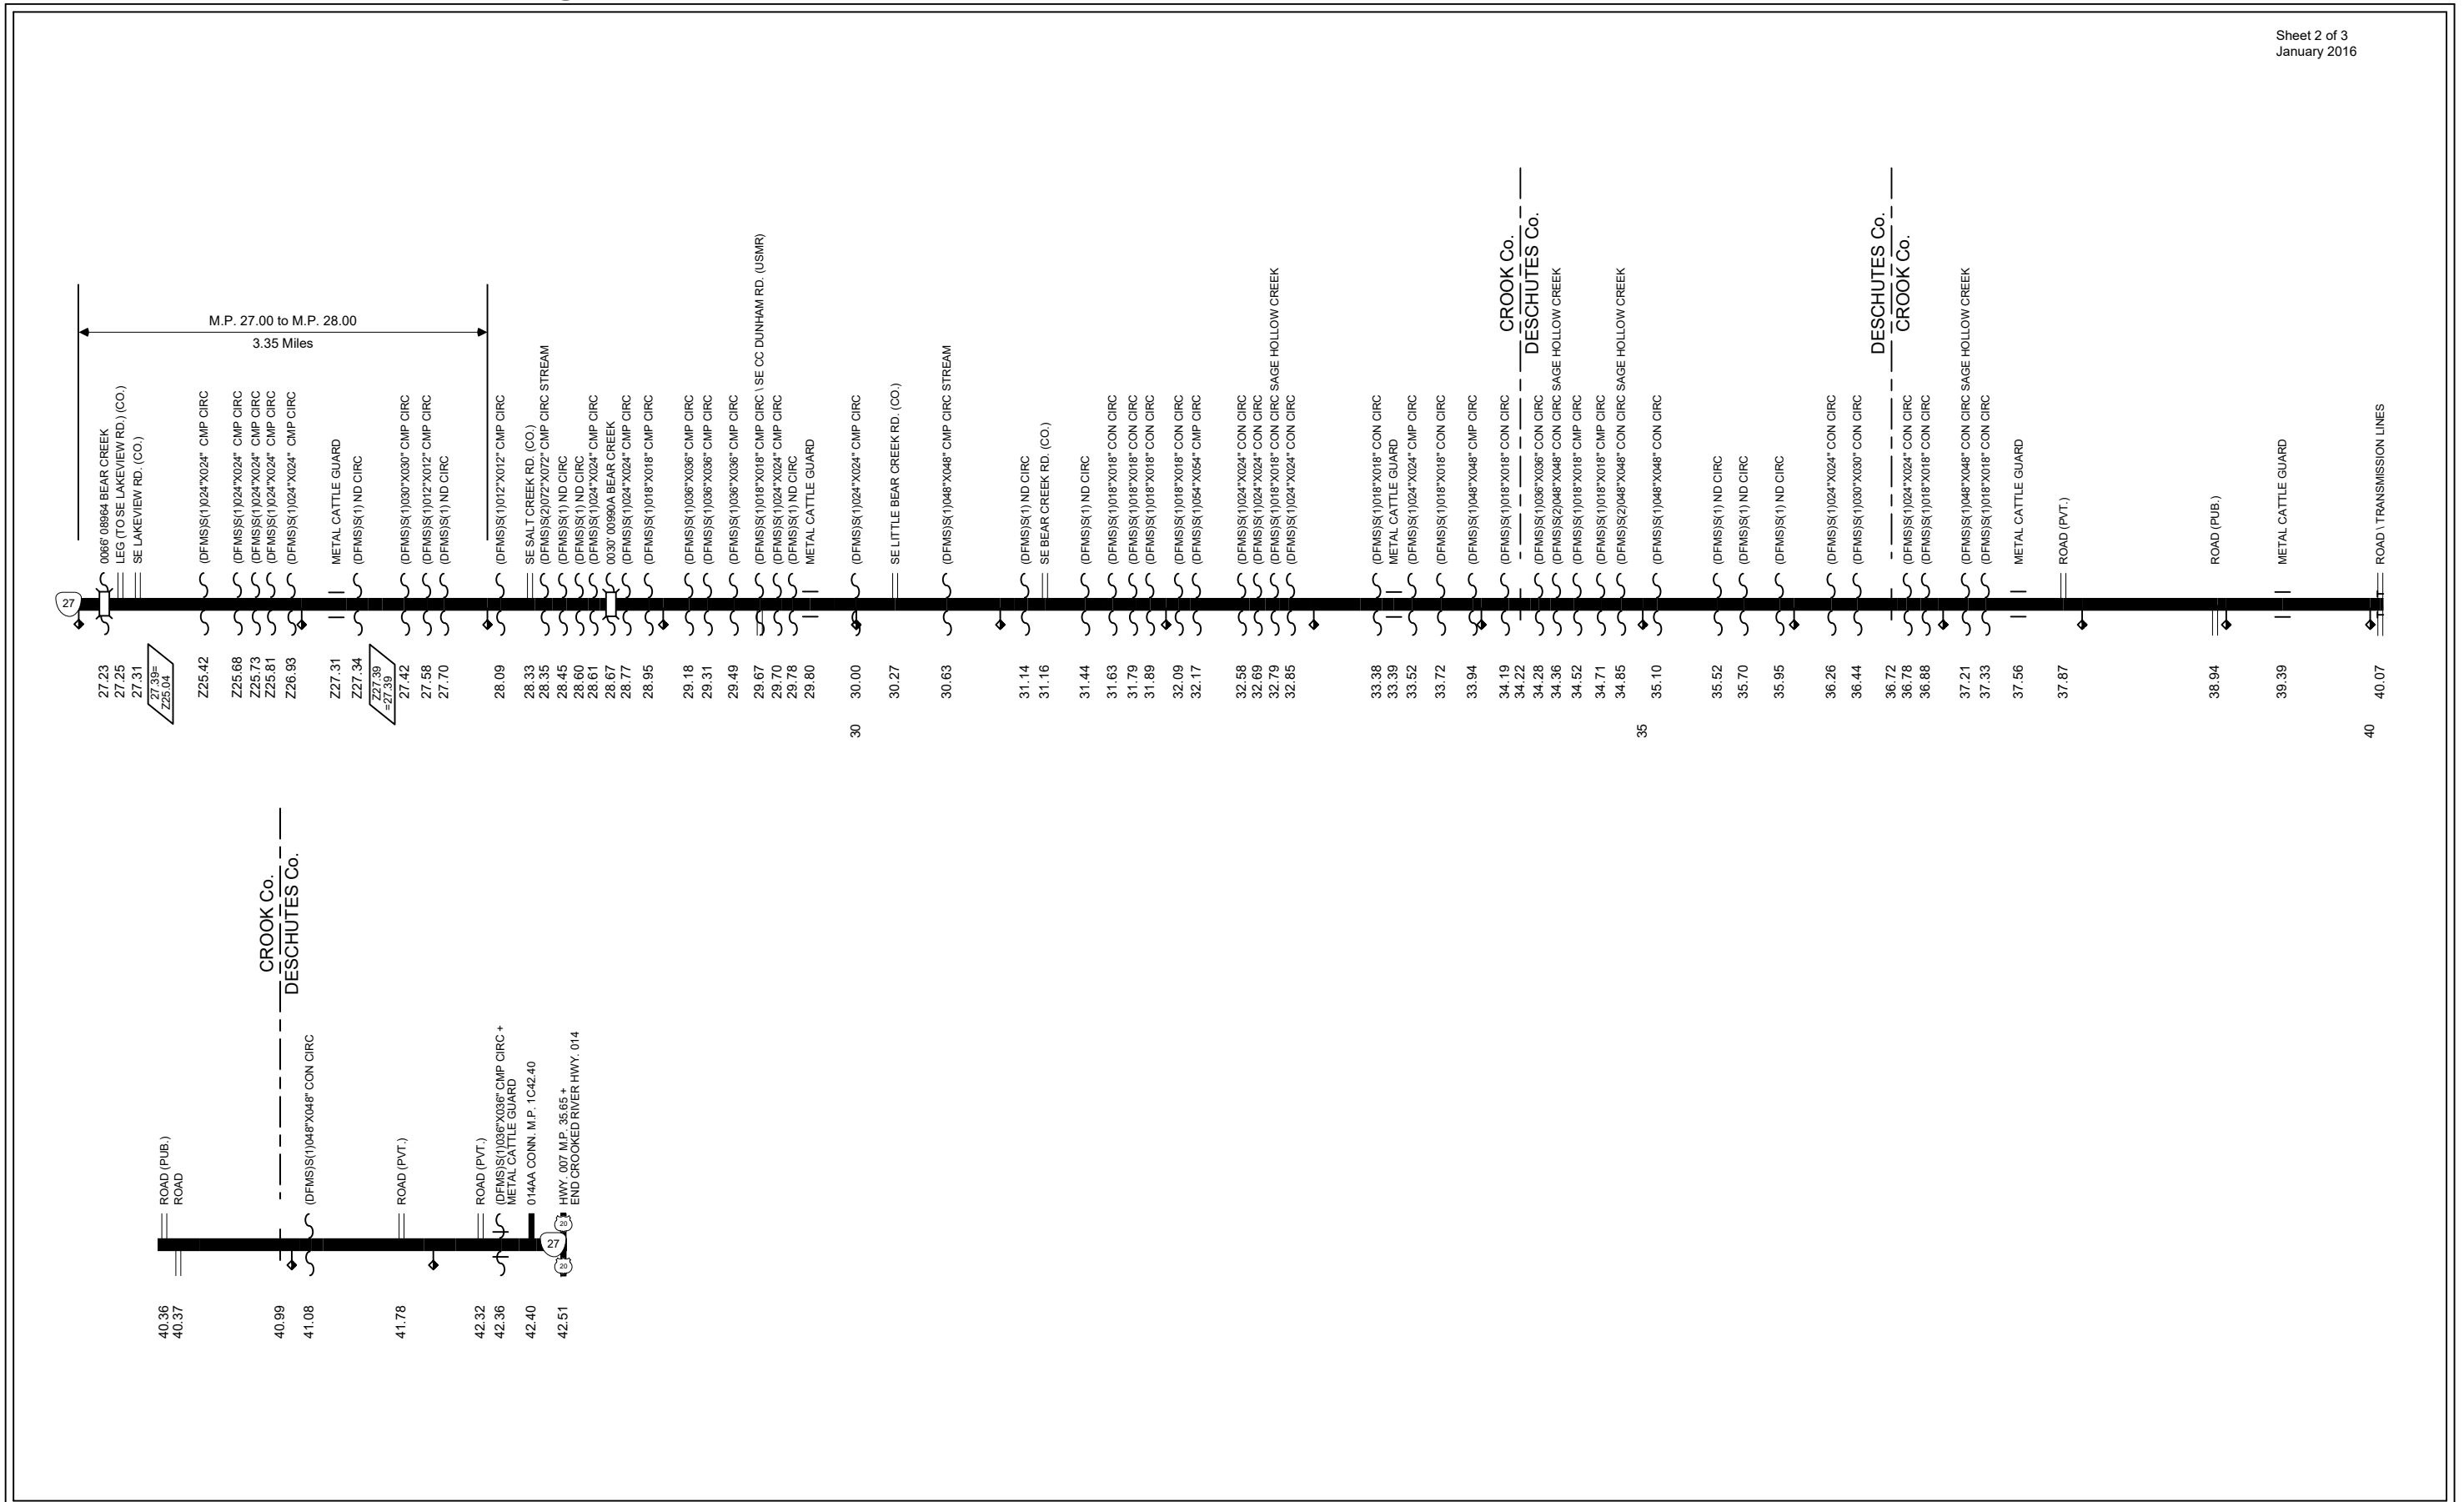 Sheet 2 of 3
January 2016
M.P. 27.00 to M.P. 28.00
3.35 Miles
CROOK Co.
DESCHUTES Co.
DESCHUTES Co.
CROOK Co.
0066' 08964 BEAR CREEK
LEG (TO SE LAKEVIEW RD.) (CO.)
SE LAKEVIEW RD. (CO.)
(DFMS)S(1)024"X024" CMP CIRC
(DFMS)S(1)024"X024" CMP CIRC
(DFMS)S(1)024"X024" CMP CIRC
(DFMS)S(1)024"X024" CMP CIRC
(DFMS)S(1)024"X024" CMP CIRC
METAL CATTLE GUARD
(DFMS)S(1) ND CIRC
(DFMS)S(1)030"X030" CMP CIRC
(DFMS)S(1)012"X012" CMP CIRC
(DFMS)S(1) ND CIRC
(DFMS)S(1)012"X012" CMP CIRC
SE SALT CREEK RD. (CO.)
(DFMS)S(2)072"X072" CMP CIRC STREAM
(DFMS)S(1) ND CIRC
(DFMS)S(1) ND CIRC
(DFMS)S(1)024"X024" CMP CIRC
0030' 00990A BEAR CREEK
(DFMS)S(1)024"X024" CMP CIRC
(DFMS)S(1)018"X018" CMP CIRC
(DFMS)S(1)036"X036" CMP CIRC
(DFMS)S(1)036"X036" CMP CIRC
(DFMS)S(1)036"X036" CMP CIRC
(DFMS)S(1)018"X018" CMP CIRC \ SE CC DUNHAM RD. (USMR)
(DFMS)S(1)024"X024" CMP CIRC
(DFMS)S(1) ND CIRC
METAL CATTLE GUARD
(DFMS)S(1)024"X024" CMP CIRC
SE LITTLE BEAR CREEK RD. (CO.)
(DFMS)S(1)048"X048" CMP CIRC STREAM
(DFMS)S(1) ND CIRC
SE BEAR CREEK RD. (CO.)
(DFMS)S(1) ND CIRC
(DFMS)S(1)018"X018" CON CIRC
(DFMS)S(1)018"X018" CON CIRC
(DFMS)S(1)018"X018" CON CIRC
(DFMS)S(1)024"X024" CON CIRC
(DFMS)S(1)054"X054" CMP CIRC
(DFMS)S(1)024"X024" CON CIRC
(DFMS)S(1)024"X024" CON CIRC
(DFMS)S(1)018"X018" CON CIRC SAGE HOLLOW CREEK
(DFMS)S(1)024"X024" CON CIRC
(DFMS)S(1)018"X018" CON CIRC
METAL CATTLE GUARD
(DFMS)S(1)024"X024" CMP CIRC
(DFMS)S(1)018"X018" CON CIRC
(DFMS)S(1)048"X048" CMP CIRC
(DFMS)S(1)018"X018" CON CIRC
(DFMS)S(1)036"X036" CON CIRC
(DFMS)S(2)048"X048" CON CIRC SAGE HOLLOW CREEK
(DFMS)S(1)018"X018" CMP CIRC
(DFMS)S(1)018"X018" CMP CIRC
(DFMS)S(2)048"X048" CON CIRC SAGE HOLLOW CREEK
(DFMS)S(1)048"X048" CON CIRC
(DFMS)S(1) ND CIRC
(DFMS)S(1) ND CIRC
(DFMS)S(1) ND CIRC
(DFMS)S(1)024"X024" CON CIRC
(DFMS)S(1)030"X030" CON CIRC
(DFMS)S(1)024"X024" CON CIRC
(DFMS)S(1)018"X018" CON CIRC
(DFMS)S(1)048"X048" CON CIRC SAGE HOLLOW CREEK
(DFMS)S(1)018"X018" CON CIRC
METAL CATTLE GUARD
ROAD (PVT.)
ROAD (PUB.)
METAL CATTLE GUARD
ROAD \ TRANSMISSION LINES
27
27.23
27.25
27.31
27.39=
Z25.04
Z25.42
Z25.68
Z25.73
Z25.81
Z26.93
Z27.31
Z27.34
Z27.39
=27.39
27.42
27.58
27.70
28.09
28.33
28.35
28.45
28.60
28.61
28.67
28.77
28.95
29.18
29.31
29.49
29.67
29.70
29.78
29.80
30.00
30.27
30.63
31.14
31.16
31.44
31.63
31.79
31.89
32.09
32.17
32.58
32.69
32.79
32.85
33.38
33.39
33.52
33.72
33.94
34.19
34.22
34.28
34.36
34.52
34.71
34.85
35.10
35.52
35.70
35.95
36.26
36.44
36.72
36.78
36.88
37.21
37.33
37.56
37.87
38.94
39.39
40.07
30
35
40
CROOK Co.
DESCHUTES Co.
ROAD (PUB.)
ROAD
(DFMS)S(1)048"X048" CON CIRC
ROAD (PVT.)
ROAD (PVT.)
(DFMS)S(1)036"X036" CMP CIRC +
METAL CATTLE GUARD
014AA CONN. M.P. 1C42.40
HWY. 007 M.P. 35.65 +
END CROOKED RIVER HWY. 014
20
27
20
40.36
40.37
40.99
41.08
41.78
42.32
42.36
42.40
42.51